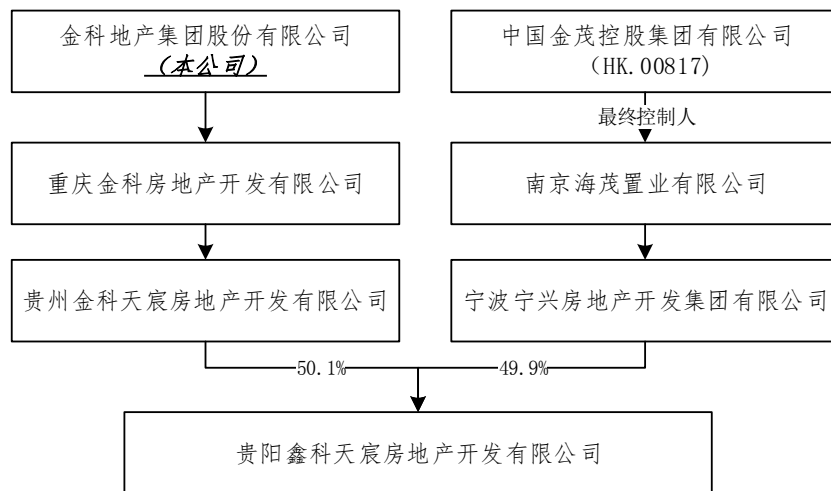 金科地产集团股份有限公司
（本公司）
中国金茂控股集团有限公司
（HK.00817）
最终控制人
重庆金科房地产开发有限公司
南京海茂置业有限公司
贵州金科天宸房地产开发有限公司
宁波宁兴房地产开发集团有限公司
50.1%
49.9%
贵阳鑫科天宸房地产开发有限公司